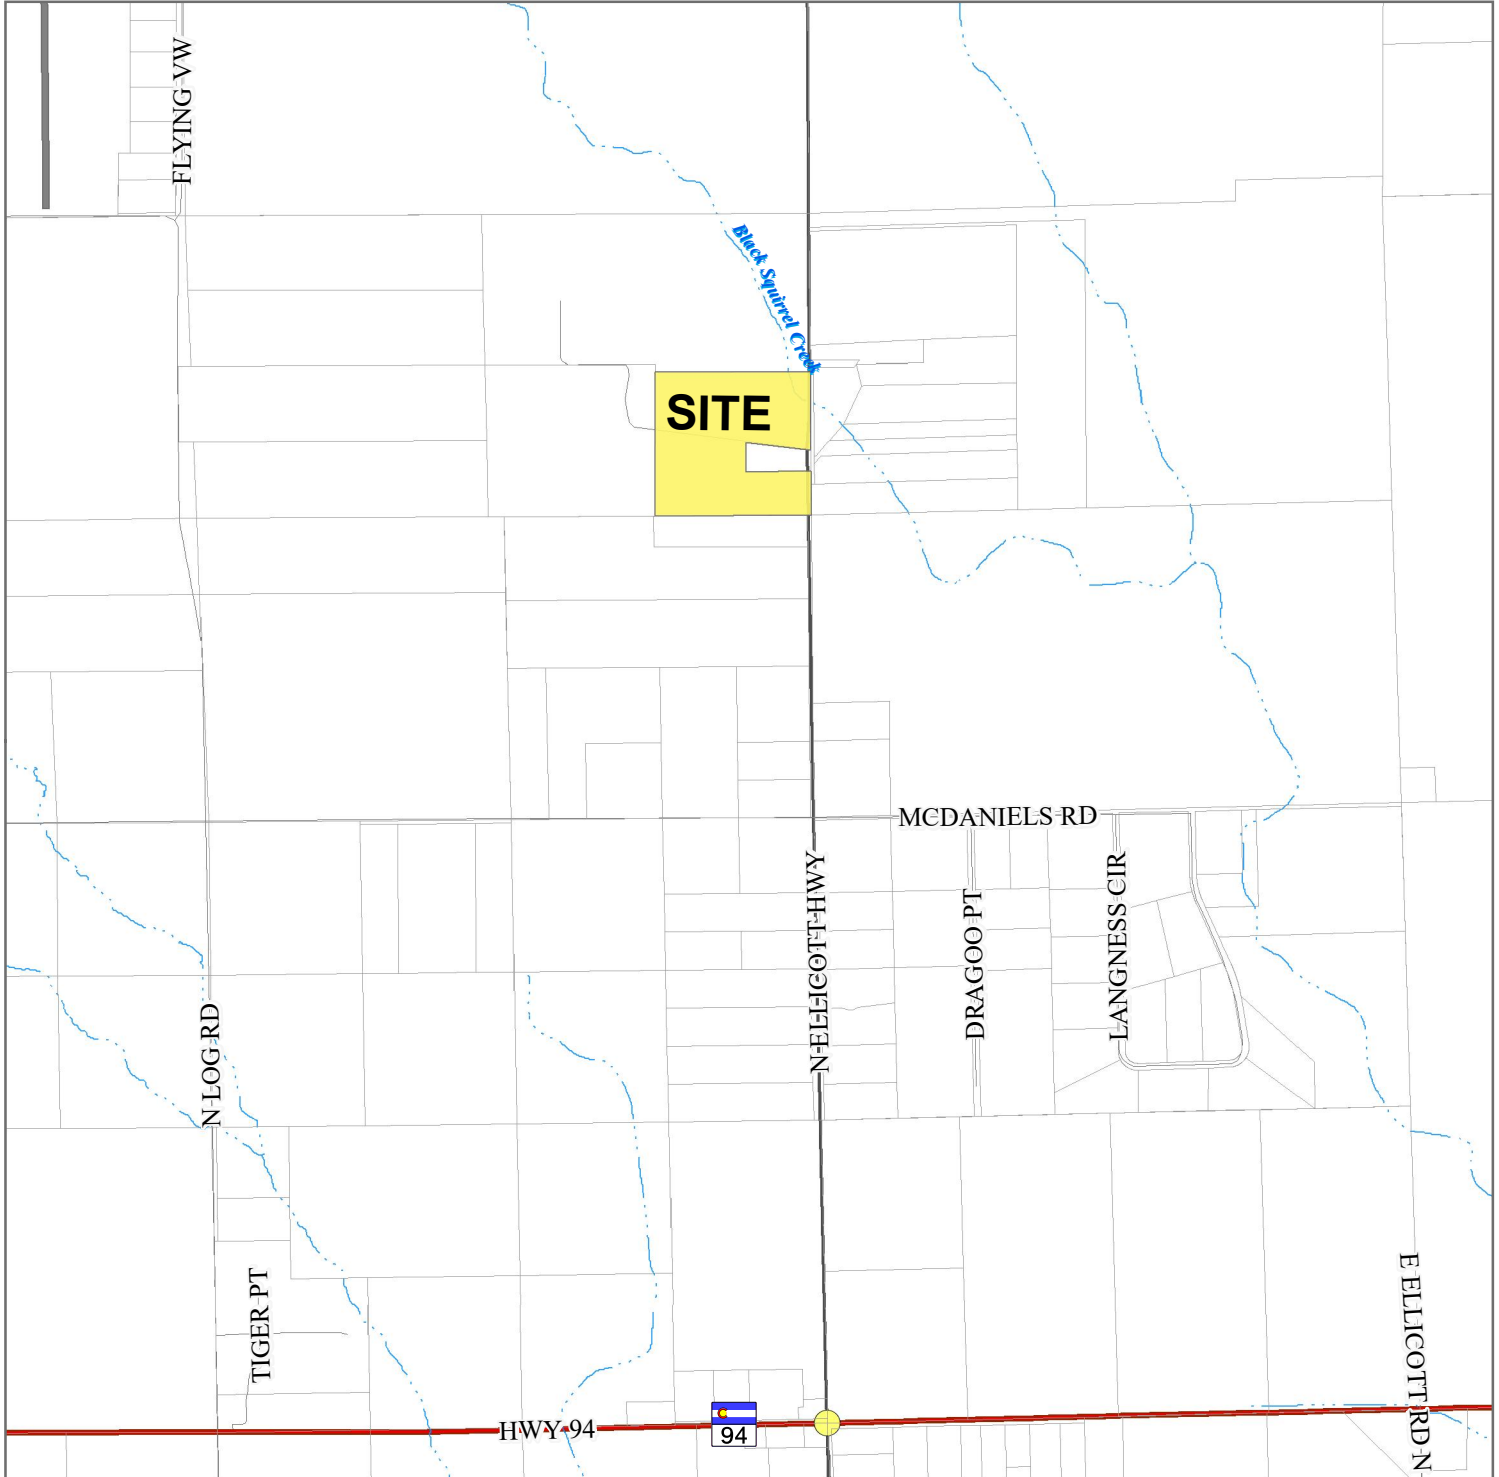 FLYING VW
Black Squirrel Creek
SITE
MCDANIELS RD
N ELLICOTT HWY
DRAGOO PT
LANGNESS CIR
N LOG RD
TIGER PT
E ELLICOTT RD N
HWY 94
C
94